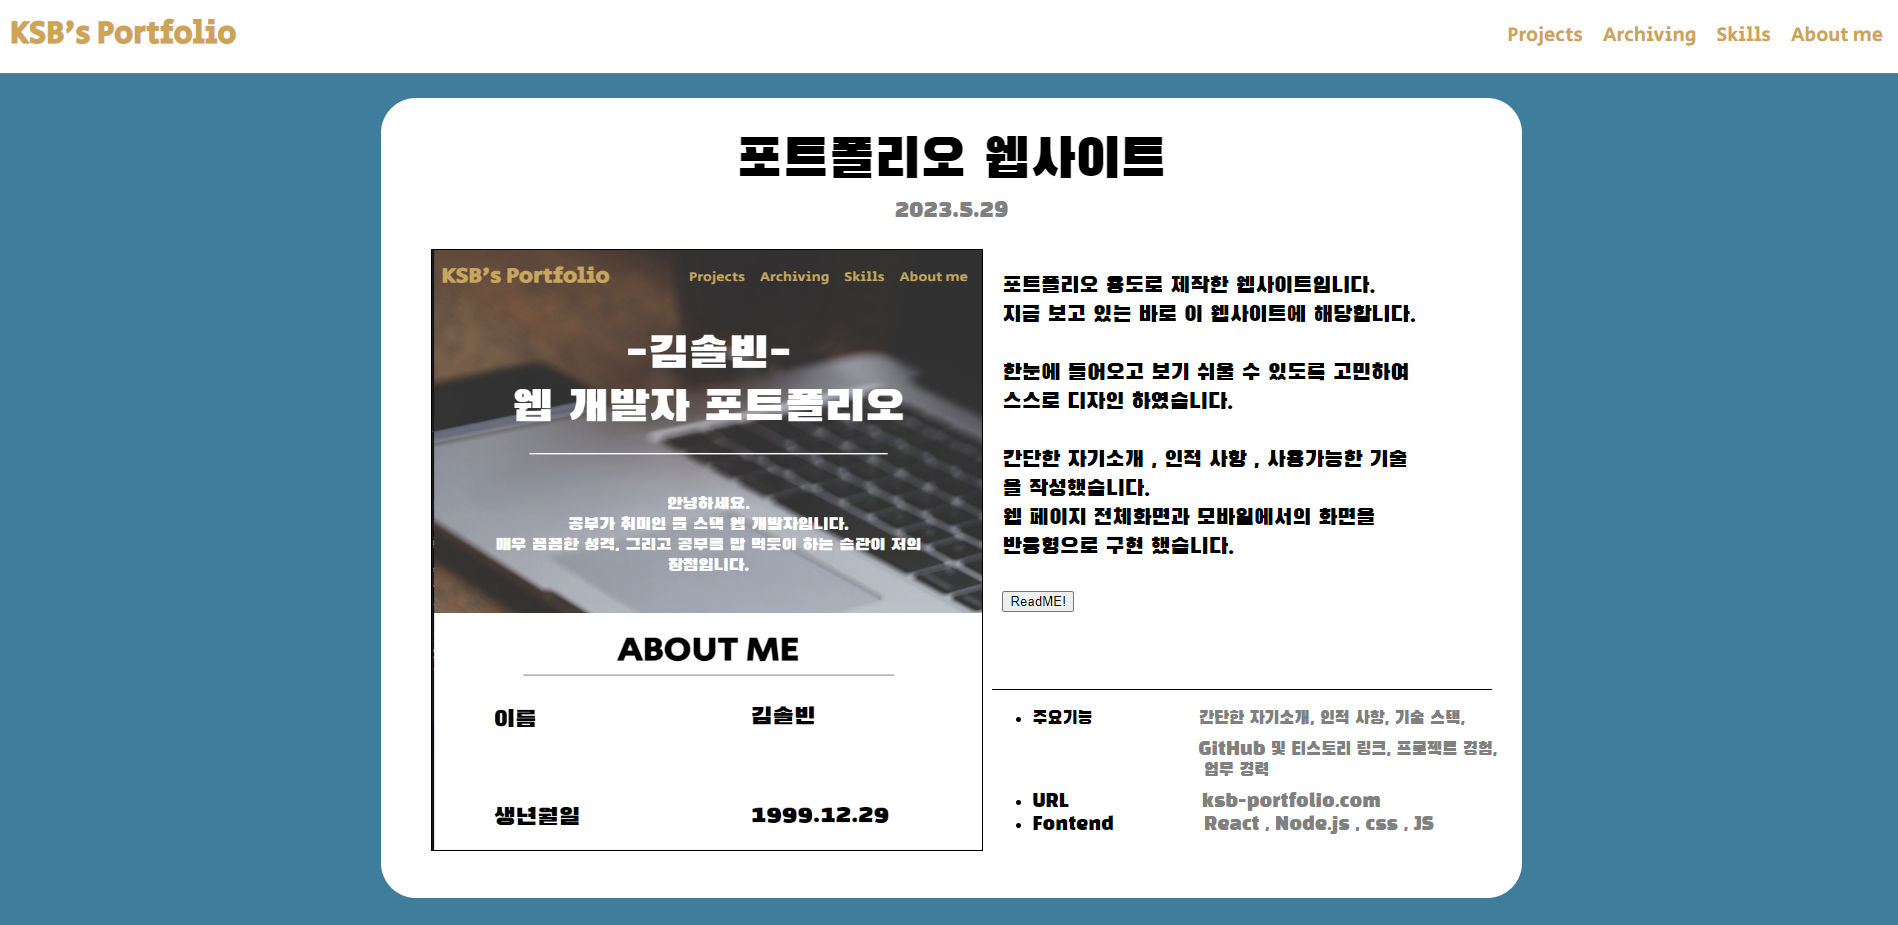 KSB's Portfolio
Projects Archiving Skills About me
포트폴리오 웹사이트
2023.5.29
KSB's Portfolio Projects Archiving Skills About me
-김솔빈-
웹 개발자 포트폴리오
안녕하세요.
공부가 취미인 풀 스택 웹 개발자입니다.
매우 꼼꼼한 성격, 그리고 공부를 밥 먹듯이 하는 습관이 저의
장점입니다.
ABOUT ME
이름 김솔빈
생년월일 1999.12.29
포트폴리오 용도로 제작한 웹사이트입니다.
지금 보고 있는 바로 이 웹사이트에 해당합니다.
한눈에 들어오고 보기 쉬울 수 있도록 고민하여
스스로 디자인 하였습니다.
간단한 자기소개 , 인적 사항 , 사용가능한 기술
을 작성했습니다.
웹 페이지 전체화면과 모바일에서의 화면을
반응형으로 구현 했습니다.
ReadME!
주요기능 간단한 자기소개, 인적 사항, 기술 스택,
GitHub 및 티스토리 링크, 프로젝트 경험,
업무 경력
URL ksb-portfolio.com
Fontend React , Node.js , css , JS